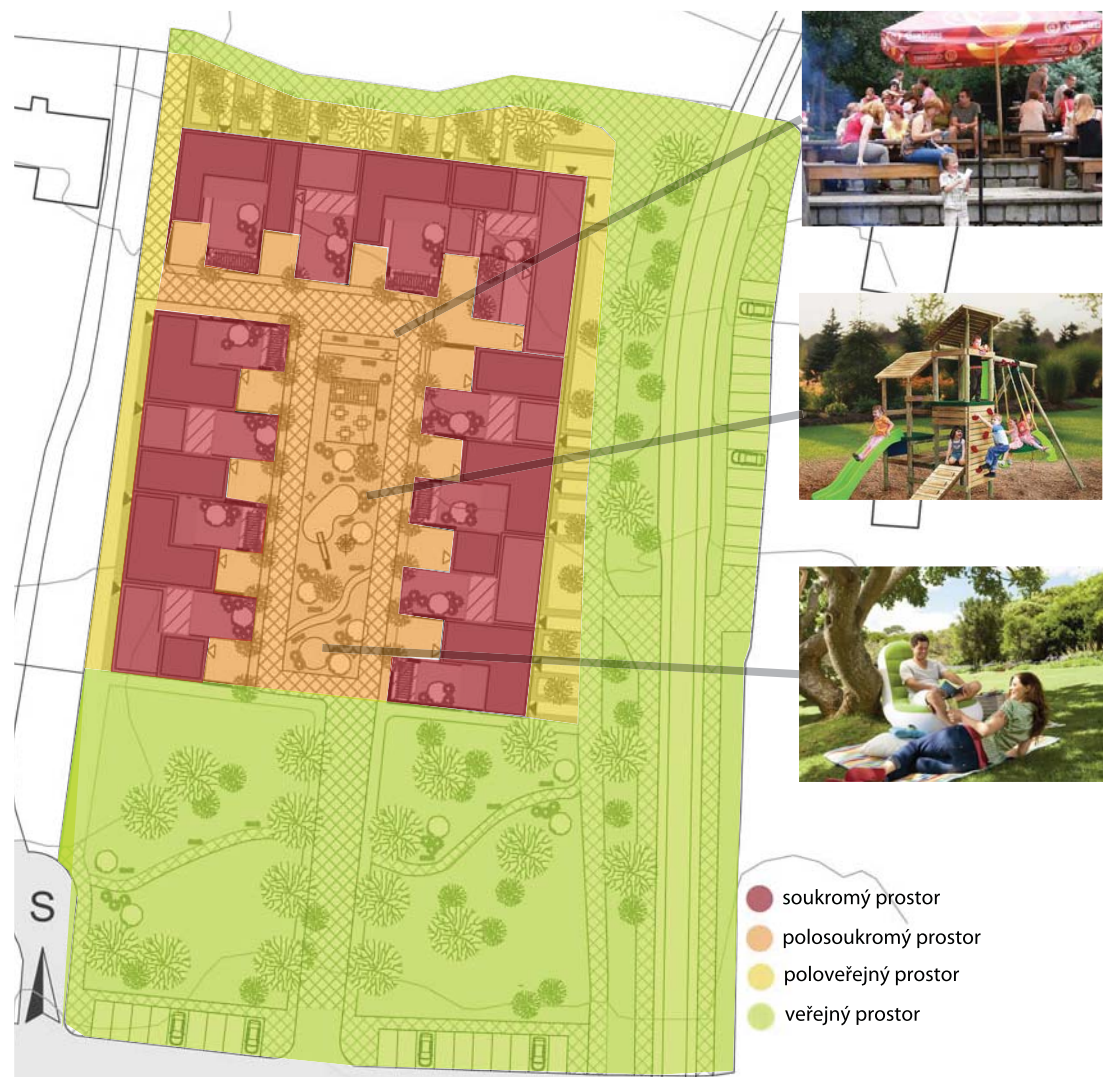 S
soukromý prostor
polosoukromý prostor
poloveřejný prostor
veřejný prostor